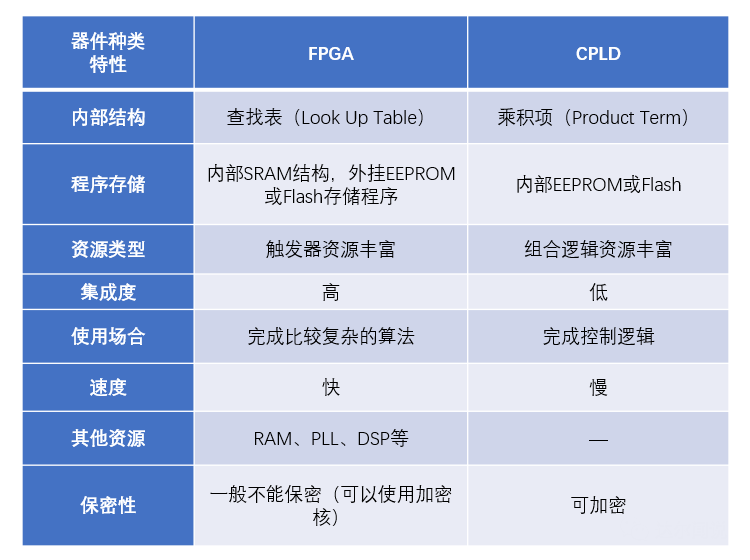 器件种类
特性
FPGA
CPLD
内部结构
查找表（Look Up Table）
乘积项（Product Term）
程序存储
内部SRAM结构，外挂EEPROM
或Flash存储程序
内部EEPROM或Flash
资源类型
触发器资源丰富
组合逻辑资源丰富
集成度
高
低
使用场合
完成比较复杂的算法
完成控制逻辑
速度
快
慢
其他资源
RAM、PLL、DSP等
—
保密性
一般不能保密（可以使用加密
核）
可加密